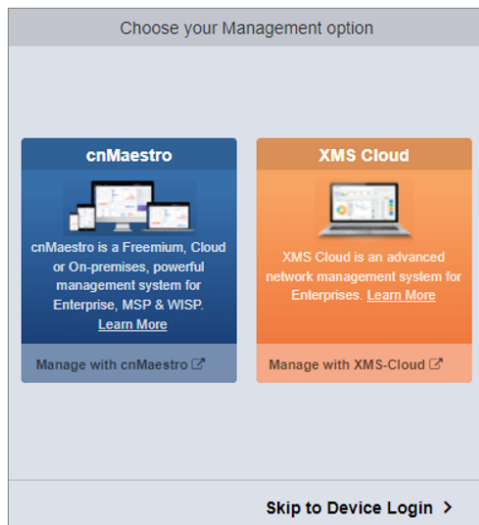 Choose your Management option
cnMaestro
cnMaestro is a Freemium, Cloud
or On-premises, powerful
management system for
Enterprise, MSP & WISP.
Learn More
Manage with cnMaestro
XMS Cloud
XMS Cloud is an advanced
network management system for
Enterprises. Learn More
Manage with XMS-Cloud
Skip to Device Login >